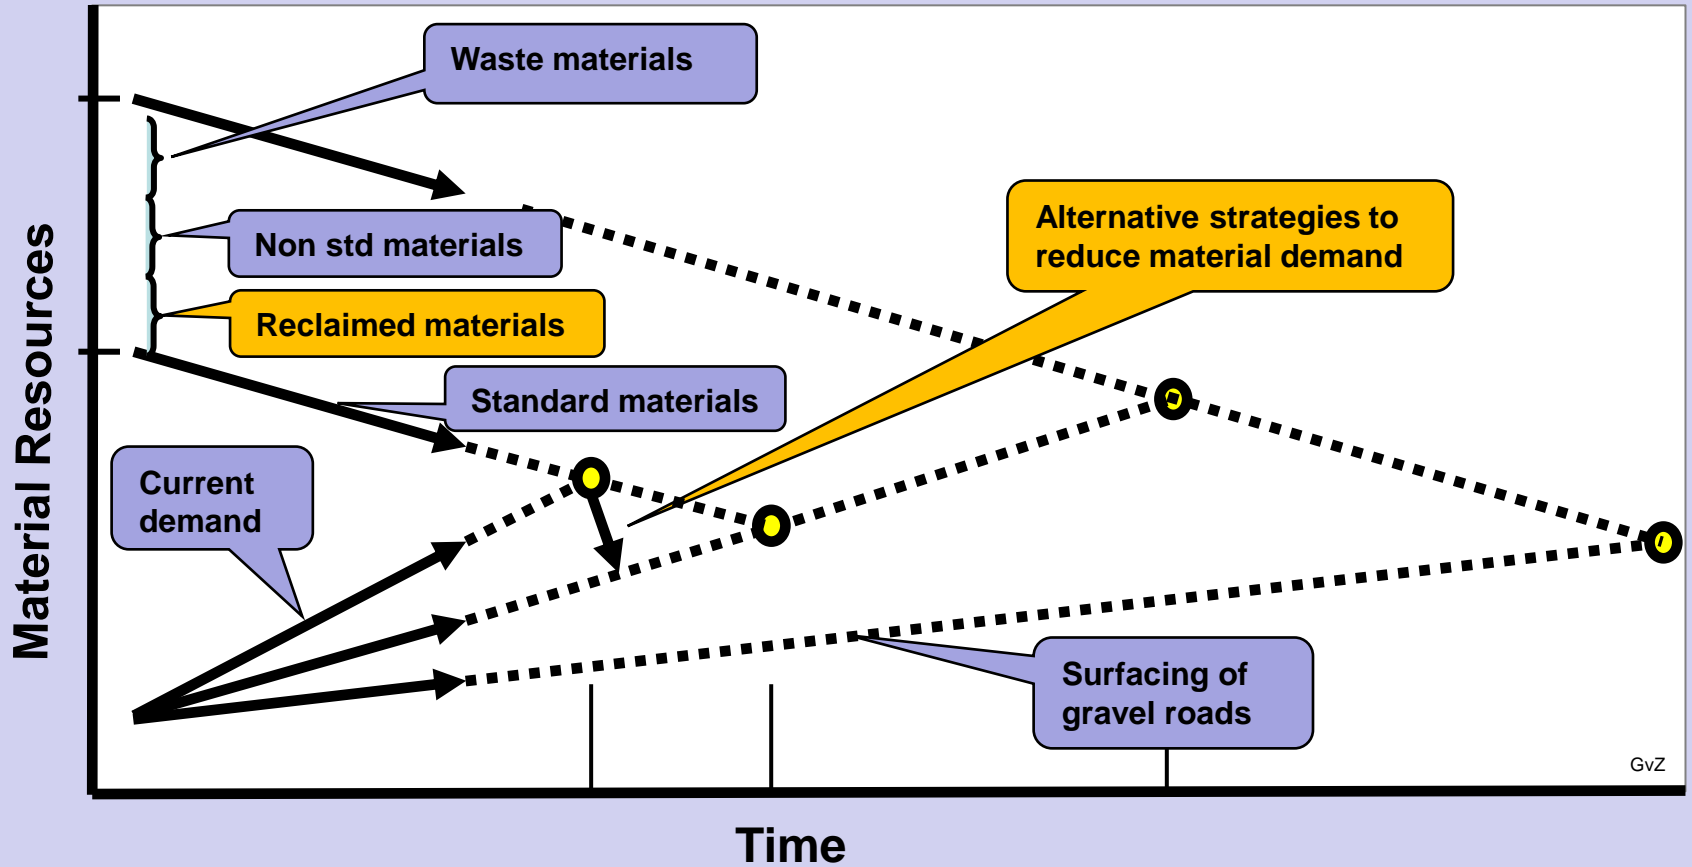 Waste materials
Non std materials
Alternative strategies to
reduce material demand
Reclaimed materials
Standard materials
Current
demand
Surfacing of
gravel roads
GvZ
Material Resources
Time